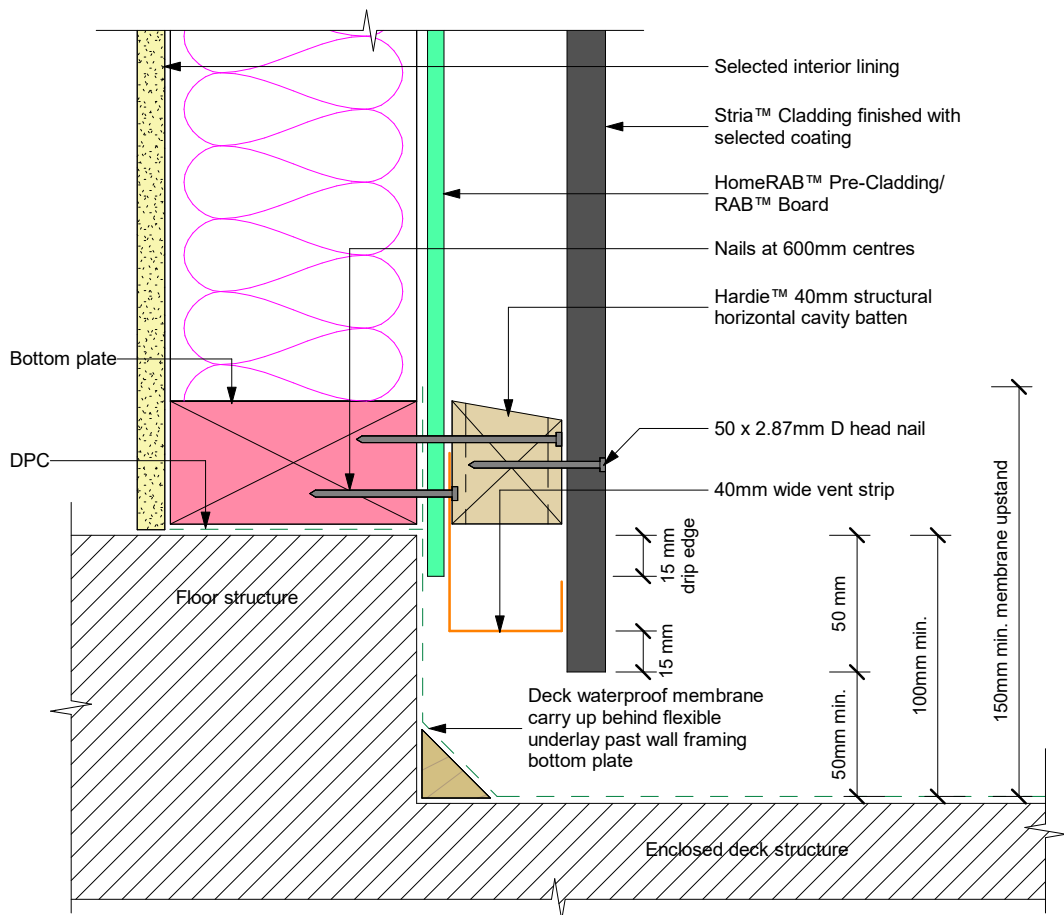 Selected interior lining
Stria™ Cladding finished with
selected coating
HomeRAB™ Pre-Cladding/
RAB™ Board
Nails at 600mm centres
Hardie™ 40mm structural
horizontal cavity batten
Bottom plate
50 x 2.87mm D head nail
DPC
40mm wide vent strip
15 mm
drip edge
50 mm
100mm min.
150mm min. membrane upstand
Floor structure
15 mm
50mm min.
Deck waterproof membrane
carry up behind flexible
underlay past wall framing
bottom plate
Enclosed deck structure